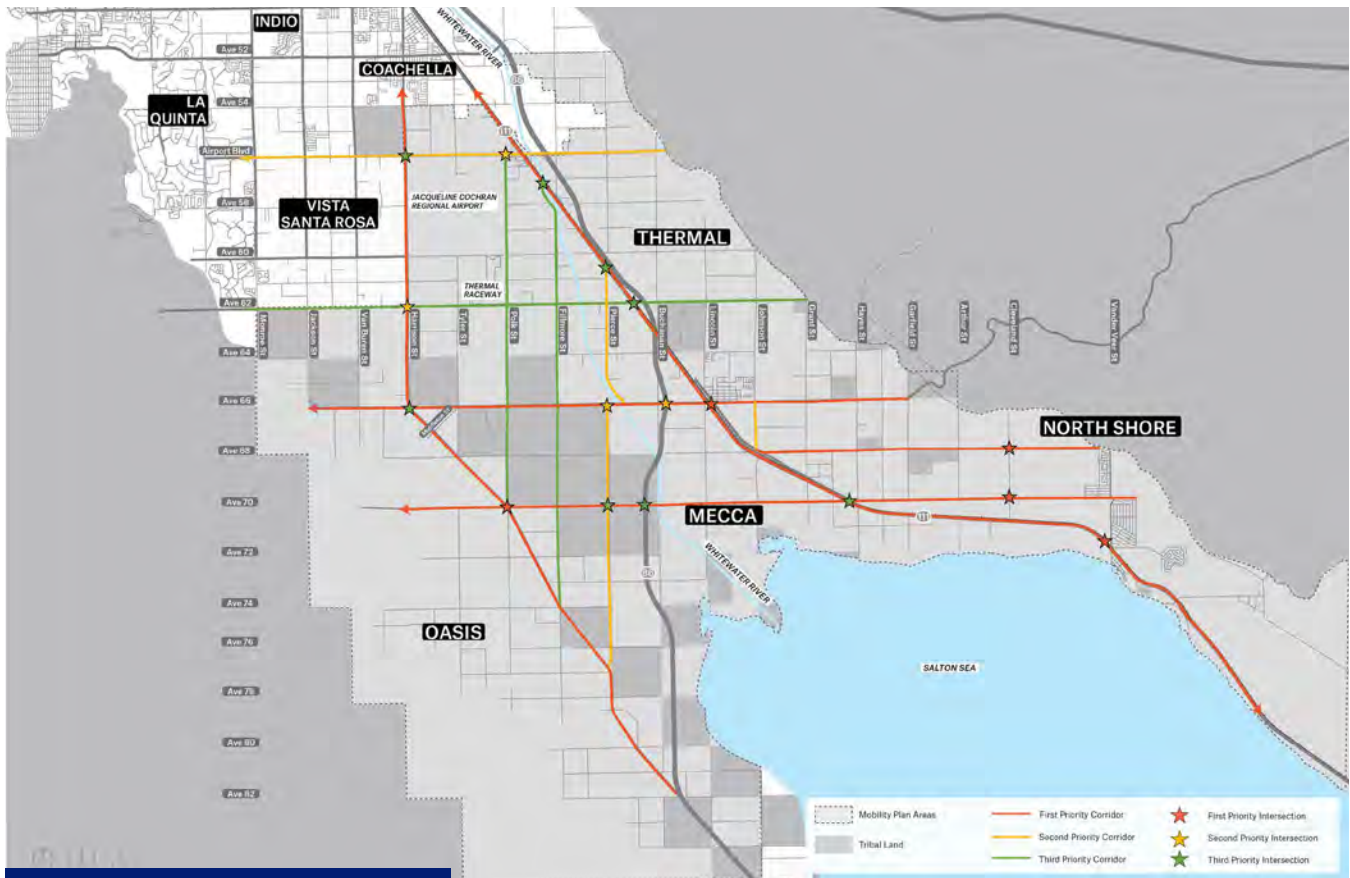 INDIO
WHITEWATER RIVER
Ave 52
COACHELLA
LA
QUINTA
Ave 54
111
Airport Blvd
JACQUELINE COCHRAN
REGIONAL AIRPORT
Ave 58
VISTA
SANTA ROSA
THERMAL
Ave 60
THERMAL
RACEWAY
Ave 62
Monroe St
Jackson St
Van Buren St
Harrison St
Tyler St
Polk St
Fillmore St
Pierce St
Buchanan St
Lincoln St
Johnson St
Grant St
Hayes St
Garfield St
Arthur St
Cleveland St
Vander Veer St
Ave 64
Ave 66
NORTH SHORE
Ave 68
Ave 70
MECCA
111
Ave 72
WHITEWATER RIVER
Ave 74
OASIS
Ave 76
SALTON SEA
Ave 78
Ave 80
Ave 82
Mobility Plan Areas
Tribal Land
First Priority Corridor
Second Priority Corridor
Third Priority Corridor
First Priority Intersection
Second Priority Intersection
Third Priority Intersection